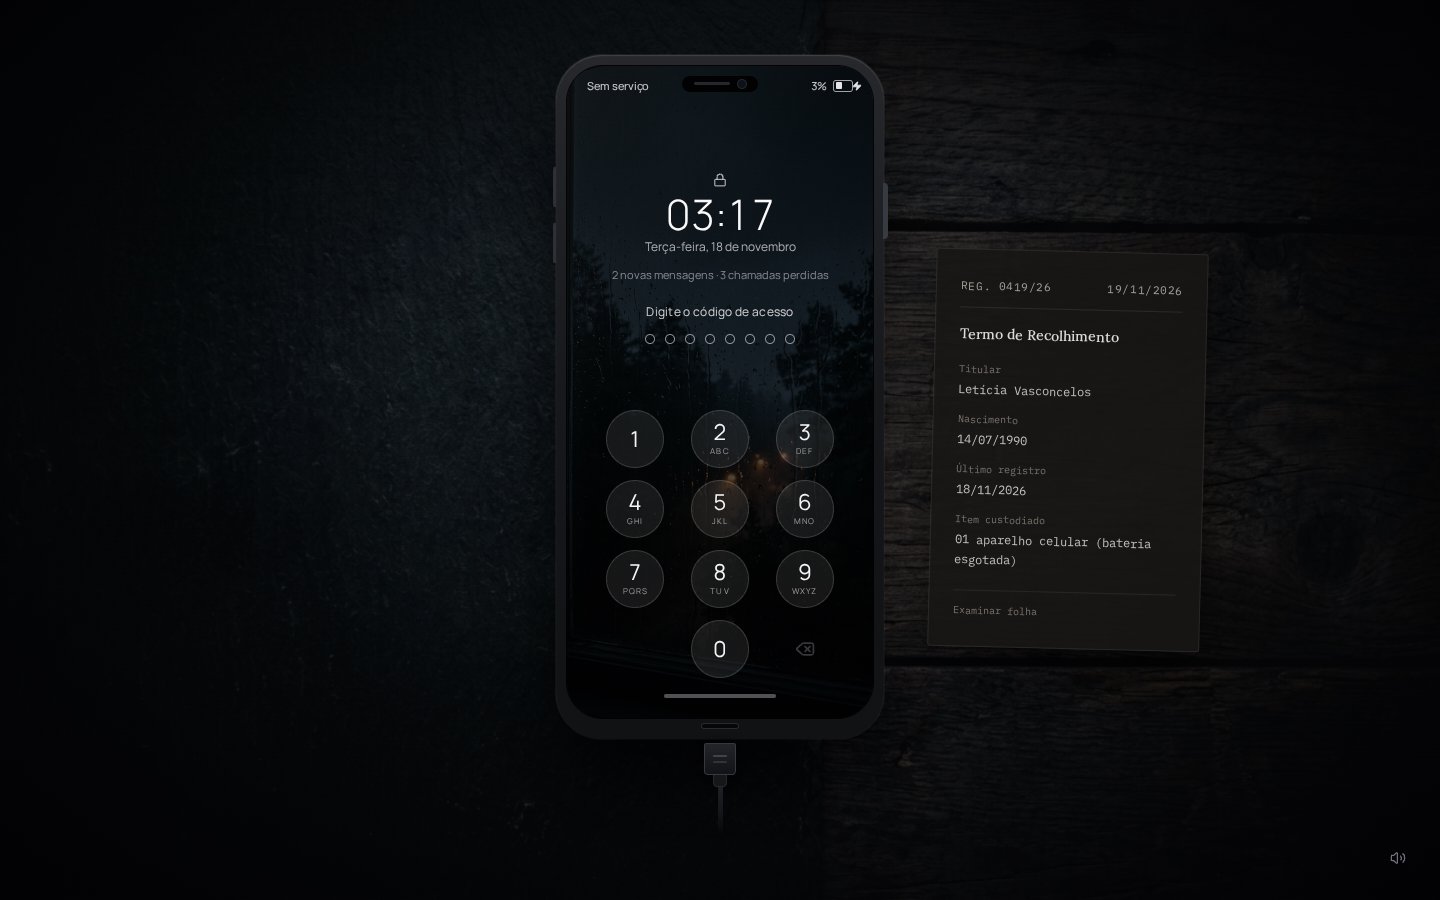 Sem serviço
3%
03:17
Terça-feira, 18 de novembro
2 novas mensagens · 3 chamadas perdidas
Digite o código de acesso
1
2
ABC
3
DEF
4
GHI
5
JKL
6
MNO
7
PQRS
8
TUV
9
WXYZ
0
REG. 0419/26 19/11/2026
Termo de Recolhimento
Titular
Letícia Vasconcelos
Nascimento
14/07/1990
Último registro
18/11/2026
Item custodiado
01 aparelho celular (bateria
esgotada)
Examinar folha